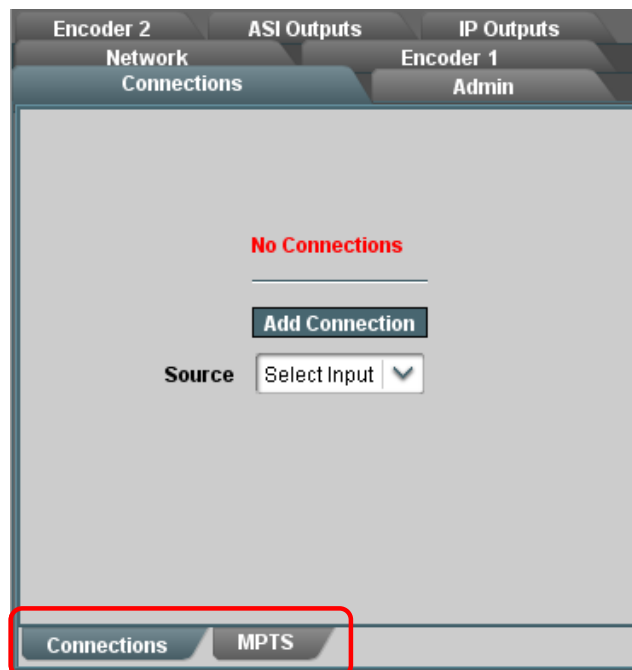 Encoder 2 ASI Outputs IP Outputs
Network Encoder 1
Connections Admin
No Connections
Add Connection
Source Select Input
Connections MPTS